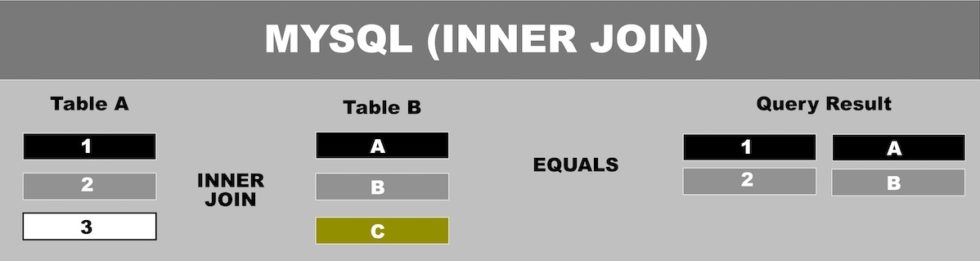 MYSQL (INNER JOIN)
Table A
1
2
3
INNER
JOIN
Table B
A
B
C
EQUALS
Query Result
1 A
2 B